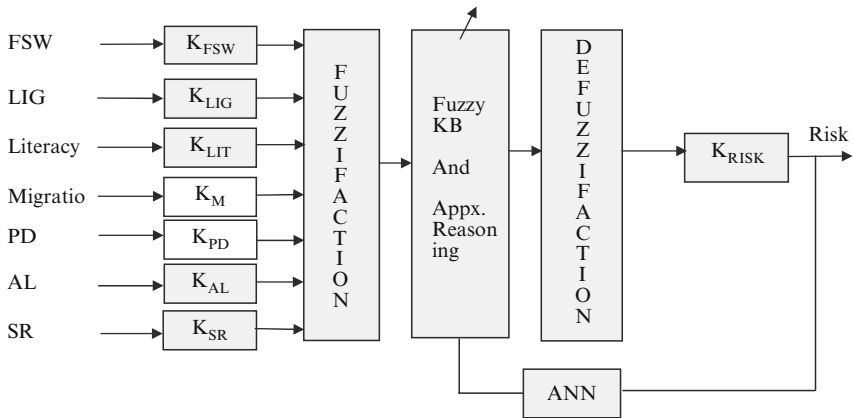 FSW
K_FSW
LIG
K_LIG
Literacy
K_LIT
Migratio
K_M
PD
K_PD
AL
K_AL
SR
K_SR
FUZZIFACTION
Fuzzy
KB
And
Appx.
Reason
ing
DEFUZZIFACTION
K_RISK
Risk
ANN